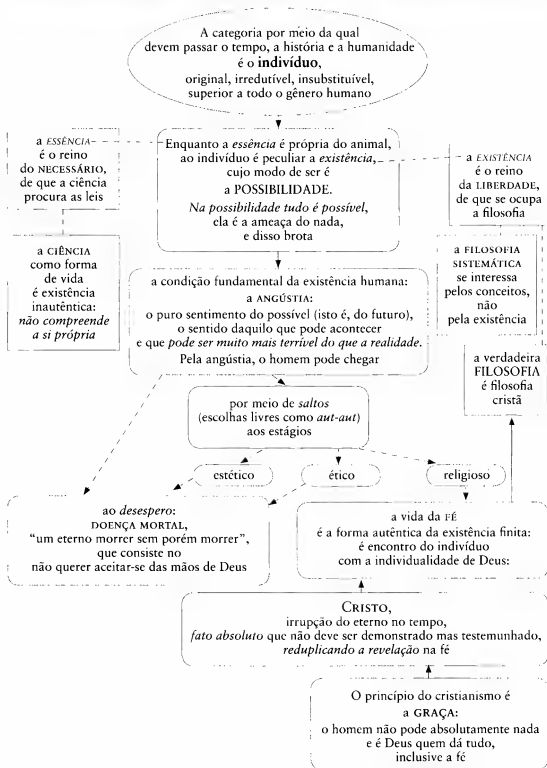 A categoria por meio da qual
devem passar o tempo, a história e a humanidade
é o indivíduo,
original, irredutível, insubstituível,
superior a todo o gênero humano
a ESSÊNCIA
é o reino
do NECESSÁRIO,
de que a ciência
procura as leis
Enquanto a essência é própria do animal,
ao indivíduo é peculiar a existência,
cujo modo de ser é
a POSSIBILIDADE.
Na possibilidade tudo é possível,
ela é a ameaça do nada,
e disso brota
a EXISTÊNCIA
é o reino
da LIBERDADE,
de que se ocupa
a filosofia
a CIÊNCIA
como forma
de vida
é existência
inautêntica:
não compreende
a si própria
a condição fundamental da existência humana:
a ANGÚSTIA:
o puro sentimento do possível (isto é, do futuro),
o sentido daquilo que pode acontecer
e que pode ser muito mais terrível do que a realidade.
Pela angústia, o homem pode chegar
a FILOSOFIA
SISTEMÁTICA
se interessa
pelos conceitos,
não
pela existência
a verdadeira
FILOSOFIA
é filosofia
cristã
por meio de saltos
(escolhas livres como aut-aut)
aos estágios
estético
ético
religioso
ao desespero:
DOENÇA MORTAL,
“um eterno morrer sem porém morrer”,
que consiste no
não querer aceitar-se das mãos de Deus
a vida da FÉ
é a forma autêntica da existência finita:
é encontro do indivíduo
com a individualidade de Deus:
CRISTO,
irrupção do eterno no tempo,
fato absoluto que não deve ser demonstrado mas testemunhado,
reduplicando a revelação na fé
O princípio do cristianismo é
a GRAÇA:
o homem não pode absolutamente nada
e é Deus quem dá tudo,
inclusive a fé